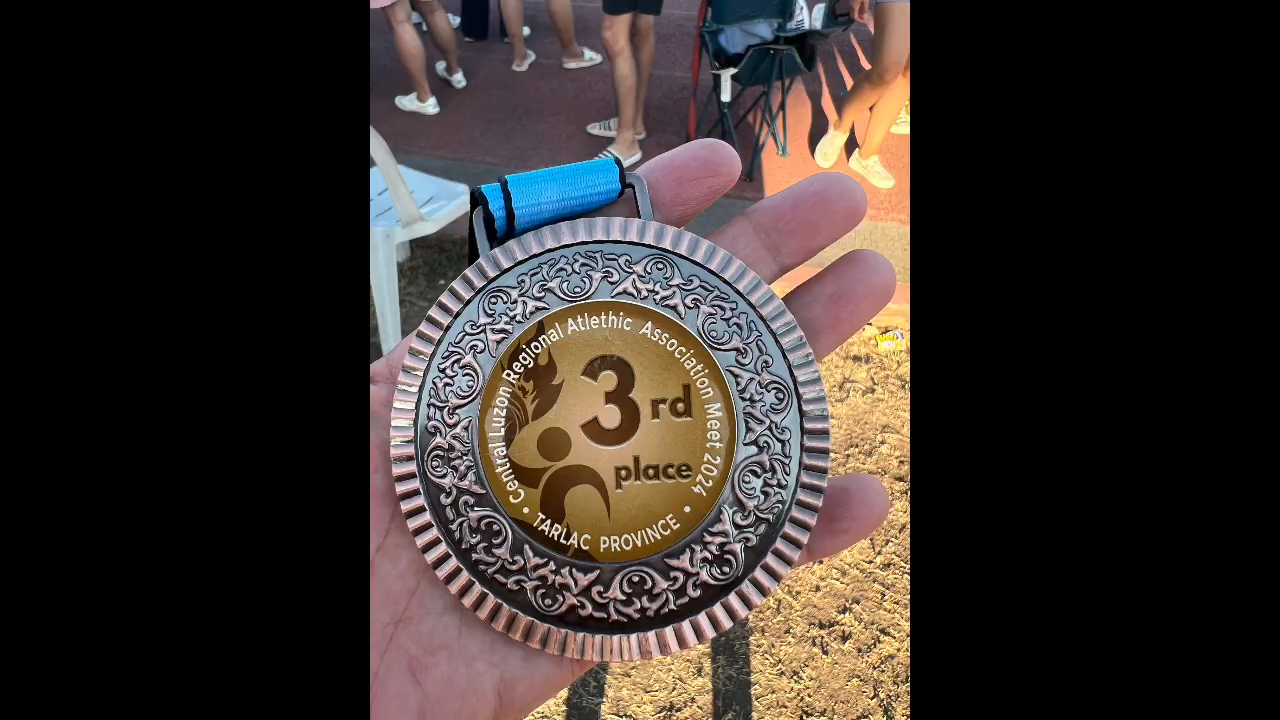 Central Luzon Regional Atlethic Association Meet 2024
3rd
place
• TARLAC PROVINCE •